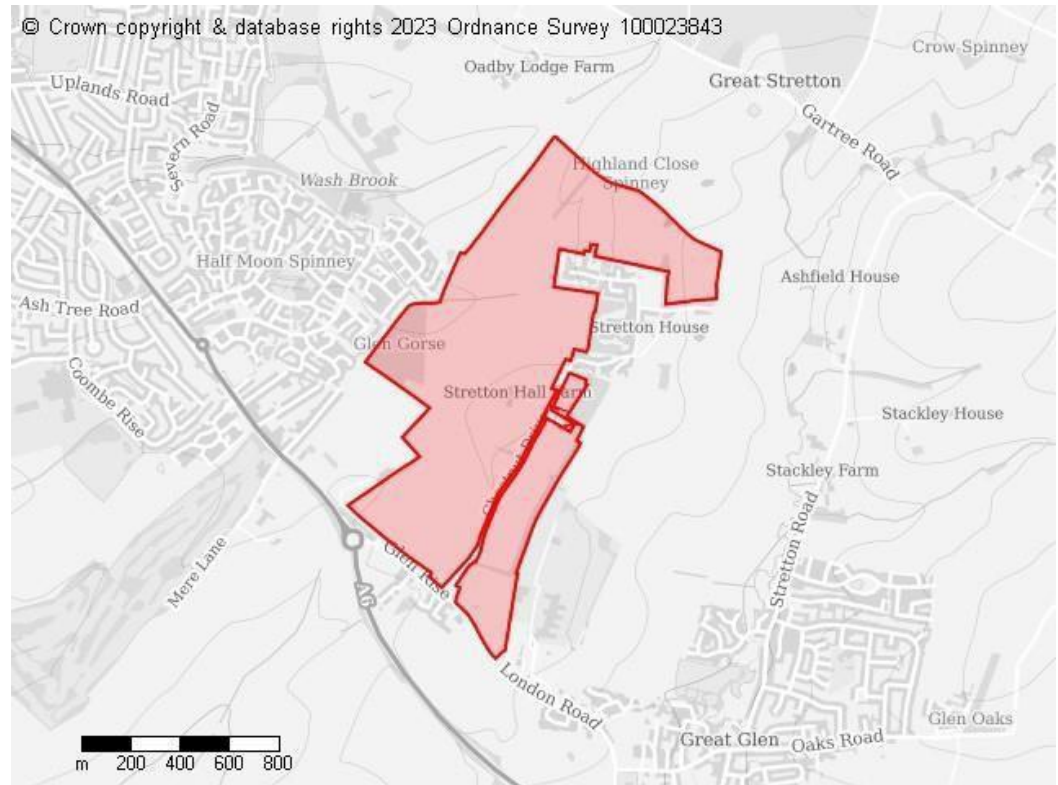 © Crown copyright & database rights 2023 Ordnance Survey 100023843
Crow Spinney
Oadby Lodge Farm
Great Stretton
Uplands Road
Severn Road
Gartree Road
Highland Close
Spinney
Wash Brook
Half Moon Spinney
Ashfield House
Ash Tree Road
Stretton House
Glen Gorse
Coombe Rise
Stretton Hall Farm
Stackley House
Chestnut Drive
Stackley Farm
Stretton Road
Glen Rise
Mere Lane
A6
London Road
Glen Oaks
Great Glen
Oaks Road
m 200 400 600 800